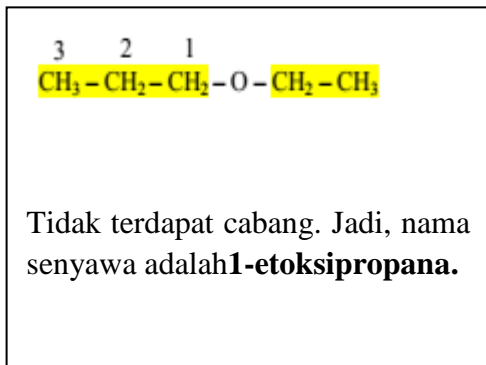 3 2 1
CH₃ – CH₂ – CH₂ – O – CH₂ – CH₃
Tidak terdapat cabang. Jadi, nama
senyawa adalah1-etoksipropana.